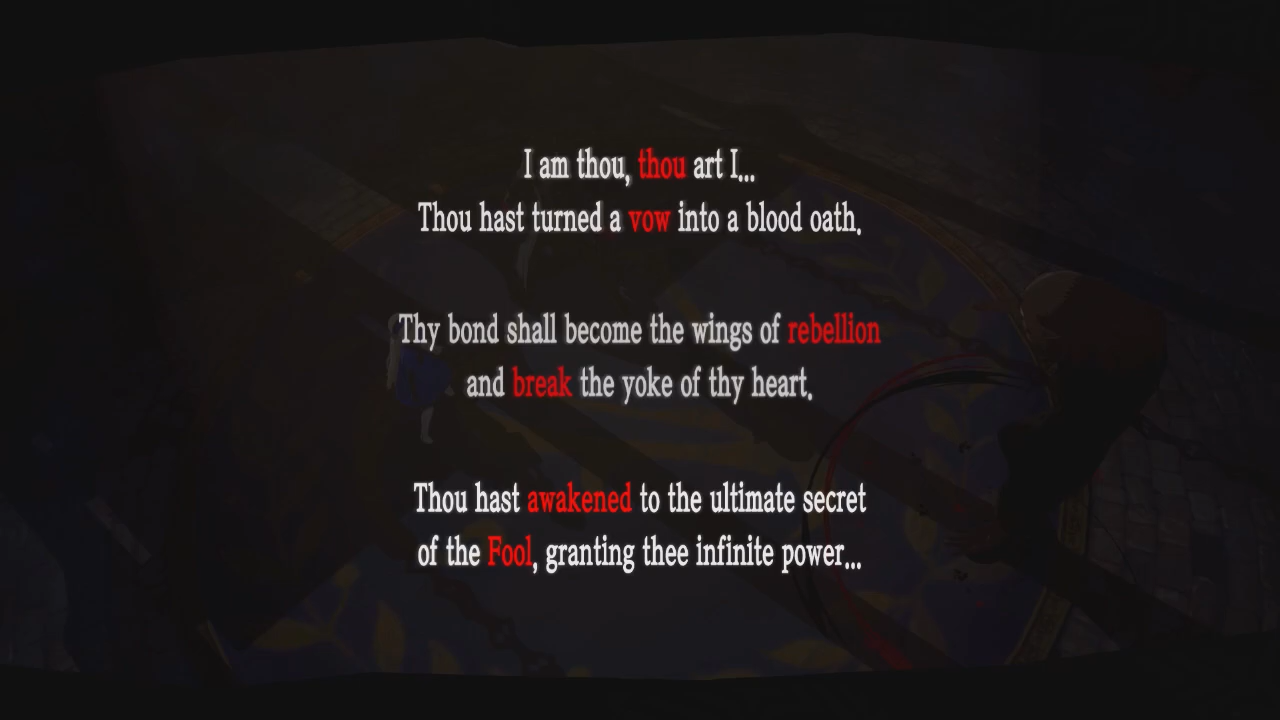 I am thou, thou art I...
Thou hast turned a vow into a blood oath.
Thy bond shall become the wings of rebellion
and break the yoke of thy heart.
Thou hast awakened to the ultimate secret
of the Fool, granting thee infinite power...